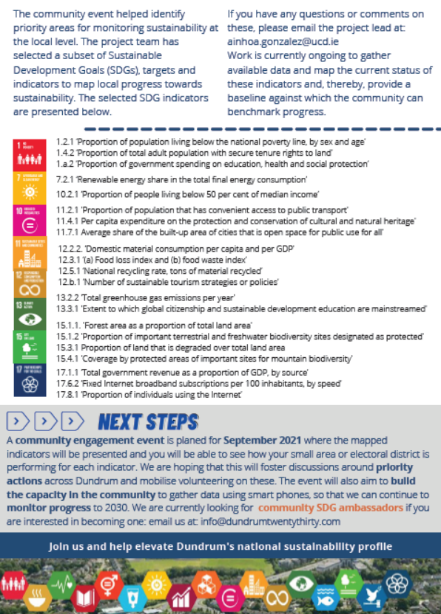 The community event helped identify
priority areas for monitoring sustainability at
the local level. The project team has
selected a subset of Sustainable
Development Goals (SDGs), targets and
indicators to map local progress towards
sustainability. The selected SDG indicators
are presented below.
If you have any questions or comments on
these, please email the project lead at:
ainhoa.gonzalez@ucd.ie
Work is currently ongoing to gather
available data and map the current status of
these indicators and, thereby, provide a
baseline against which the community can
benchmark progress.
1.2.1 'Proportion of population living below the national poverty line, by sex and age'
1.4.2 'Proportion of total adult population with secure tenure rights to land'
1.a.2 'Proportion of government spending on education, health and social protection'
7.2.1 'Renewable energy share in the total final energy consumption'
10.2.1 'Proportion of people living below 50 per cent of median income'
11.2.1 'Proportion of population that has convenient access to public transport'
11.4.1 Per capita expenditure on the protection and conservation of cultural and natural heritage'
11.7.1 Average share of the built-up area of cities that is open space for public use for all'
12.2.2. 'Domestic material consumption per capita and per GDP'
12.3.1 '(a) Food loss index and (b) food waste index'
12.5.1 'National recycling rate, tons of material recycled'
12.b.1 'Number of sustainable tourism strategies or policies'
13.2.2 'Total greenhouse gas emissions per year'
13.3.1 'Extent to which global citizenship and sustainable development education are mainstreamed'
15.1.1. 'Forest area as a proportion of total land area'
15.1.2 'Proportion of important terrestrial and freshwater biodiversity sites designated as protected'
15.3.1 Proportion of land that is degraded over total land area
15.4.1 'Coverage by protected areas of important sites for mountain biodiversity'
17.1.1 'Total government revenue as a proportion of GDP, by source'
17.6.2 'Fixed Internet broadband subscriptions per 100 inhabitants, by speed'
17.8.1 'Proportion of individuals using the Internet'
NEXT STEPS
A community engagement event is planed for September 2021 where the mapped
indicators will be presented and you will be able to see how your small area or electoral district is
performing for each indicator. We are hoping that this will foster discussions around priority
actions across Dundrum and mobilise volunteering on these. The event will also aim to build
the capacity in the community to gather data using smart phones, so that we can continue to
monitor progress to 2030. We are currently looking for community SDG ambassadors if you
are interested in becoming one: email us at: info@dundrumtwentythirty.com
Join us and help elevate Dundrum's national sustainability profile